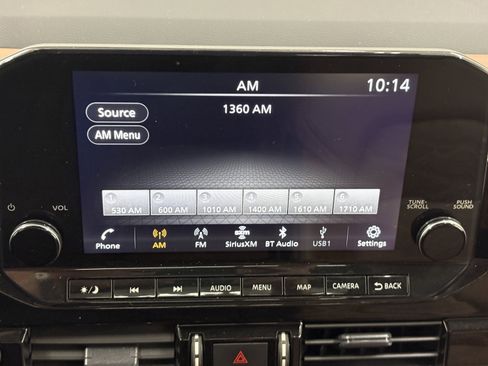 AM
10:14
Source
1360 AM
AM Menu
1 2 3 4 5 6
530 AM 600 AM 1010 AM 1400 AM 1610 AM 1710 AM
VOL
TUNE-
SCROLL
PUSH
SOUND
Phone AM FM SiriusXM BT Audio USB1 Settings
AUDIO MENU MAP CAMERA BACK